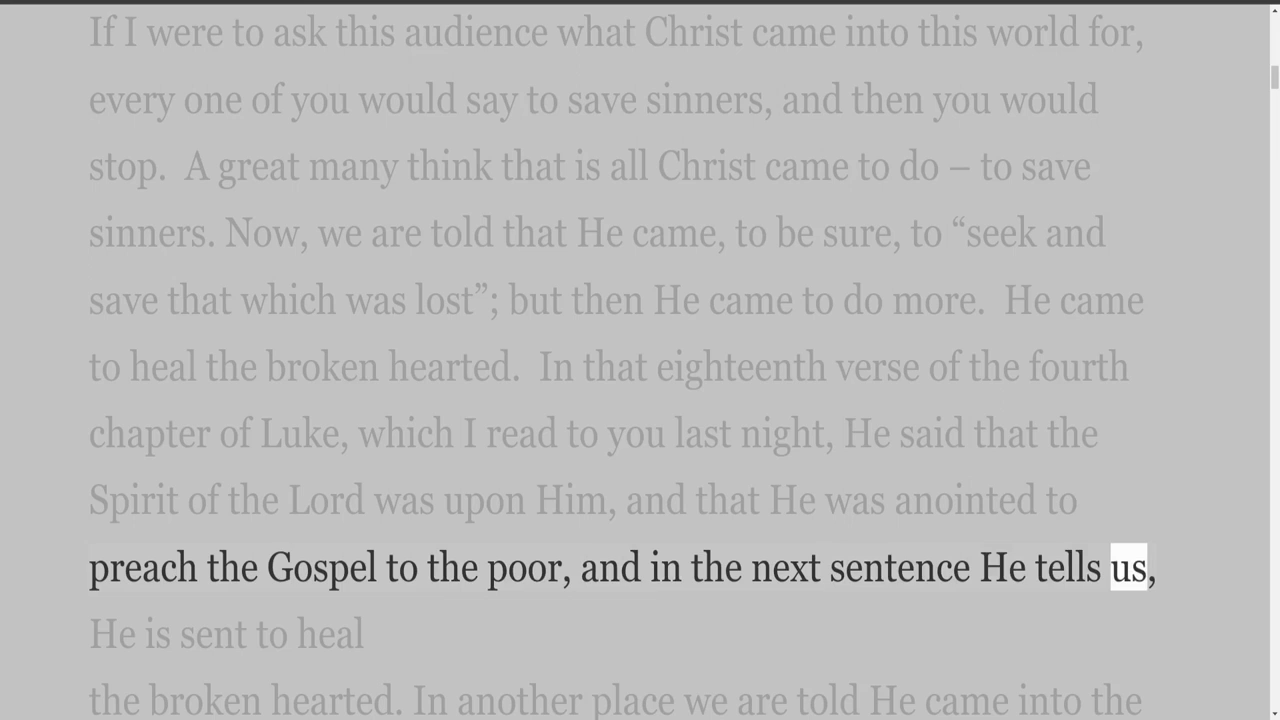 If I were to ask this audience what Christ came into this world for,
every one of you would say to save sinners, and then you would
stop.  A great many think that is all Christ came to do – to save
sinners. Now, we are told that He came, to be sure, to “seek and
save that which was lost”; but then He came to do more.  He came
to heal the broken hearted.  In that eighteenth verse of the fourth
chapter of Luke, which I read to you last night, He said that the
Spirit of the Lord was upon Him, and that He was anointed to
preach the Gospel to the poor, and in the next sentence He tells us,
He is sent to heal
the broken hearted. In another place we are told He came into the